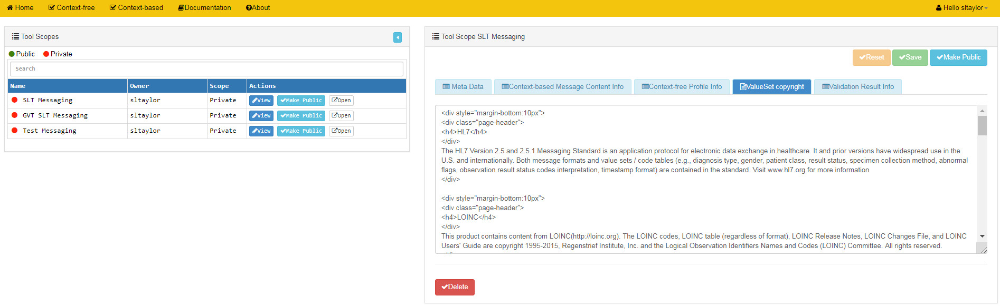 Home Context-free Context-based Documentation About Hello sltaylor
Tool Scopes
Public Private
Search
Name Owner Scope Actions
SLT Messaging sltaylor Private View Make Public Open
GVT SLT Messaging sltaylor Private View Make Public Open
Test Messaging sltaylor Private View Make Public Open
Tool Scope SLT Messaging
Reset Save Make Public
Meta Data Context-based Message Content Info Context-free Profile Info ValueSet copyright Validation Result Info
<div style="margin-bottom:10px">
<div class="page-header">
<h4>HL7</h4>
</div>
The HL7 Version 2.5 and 2.5.1 Messaging Standard is an application protocol for electronic data exchange in healthcare. It and prior versions have widespread use in the
U.S. and internationally. Both message formats and value sets / code tables (e.g., diagnosis type, gender, patient class, result status, specimen collection method, abnormal
flags, observation result status codes interpretation, timestamp format) are contained in the standard. Visit www.hl7.org for more information
</div>
<div style="margin-bottom:10px">
<div class="page-header">
<h4>LOINC</h4>
</div>
This product contains content from LOINC(http://loinc.org). The LOINC codes, LOINC table (regardless of format), LOINC Release Notes, LOINC Changes File, and LOINC
Users' Guide are copyright 1995-2015, Regenstrief Institute, Inc. and the Logical Observation Identifiers Names and Codes (LOINC) Committee. All rights reserved.
Delete